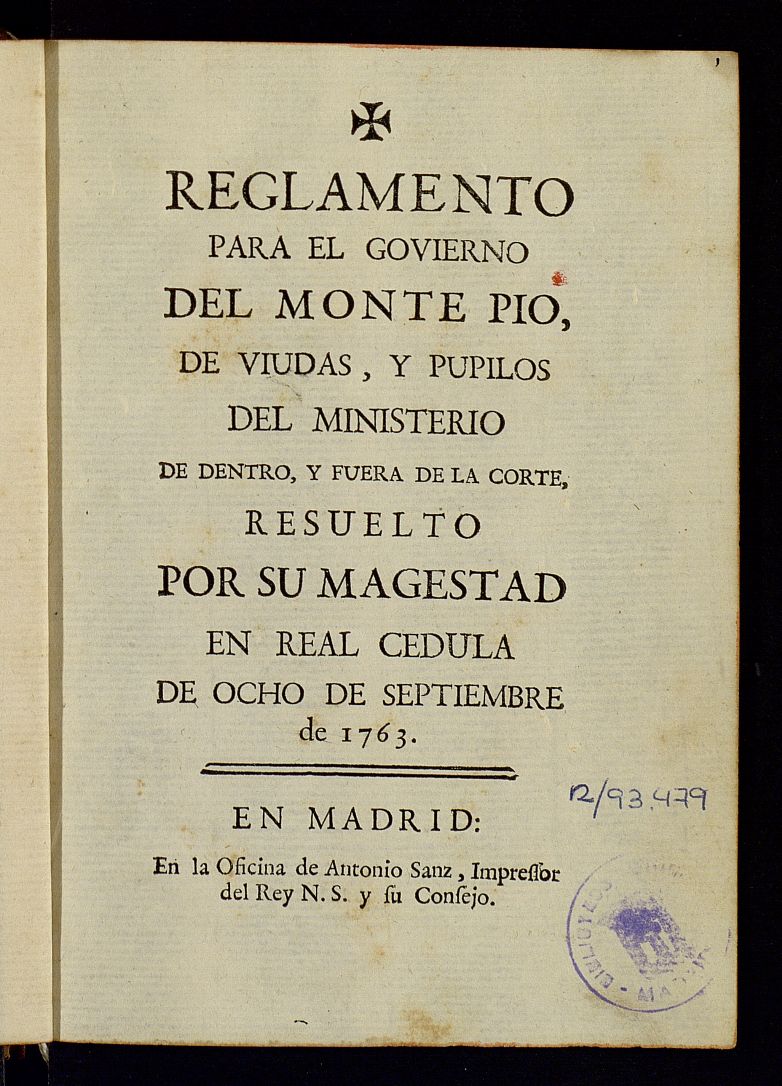 ✠
REGLAMENTO
PARA EL GOVIERNO
DEL MONTE PIO,
DE VIUDAS, Y PUPILOS
DEL MINISTERIO
DE DENTRO, Y FUERA DE LA CORTE,
RESUELTO
POR SU MAGESTAD
EN REAL CEDULA
DE OCHO DE SEPTIEMBRE
de 1763.
R/93.479
EN MADRID:
En la Oficina de Antonio Sanz, Impreſſor
del Rey N. S. y ſu Conſejo.